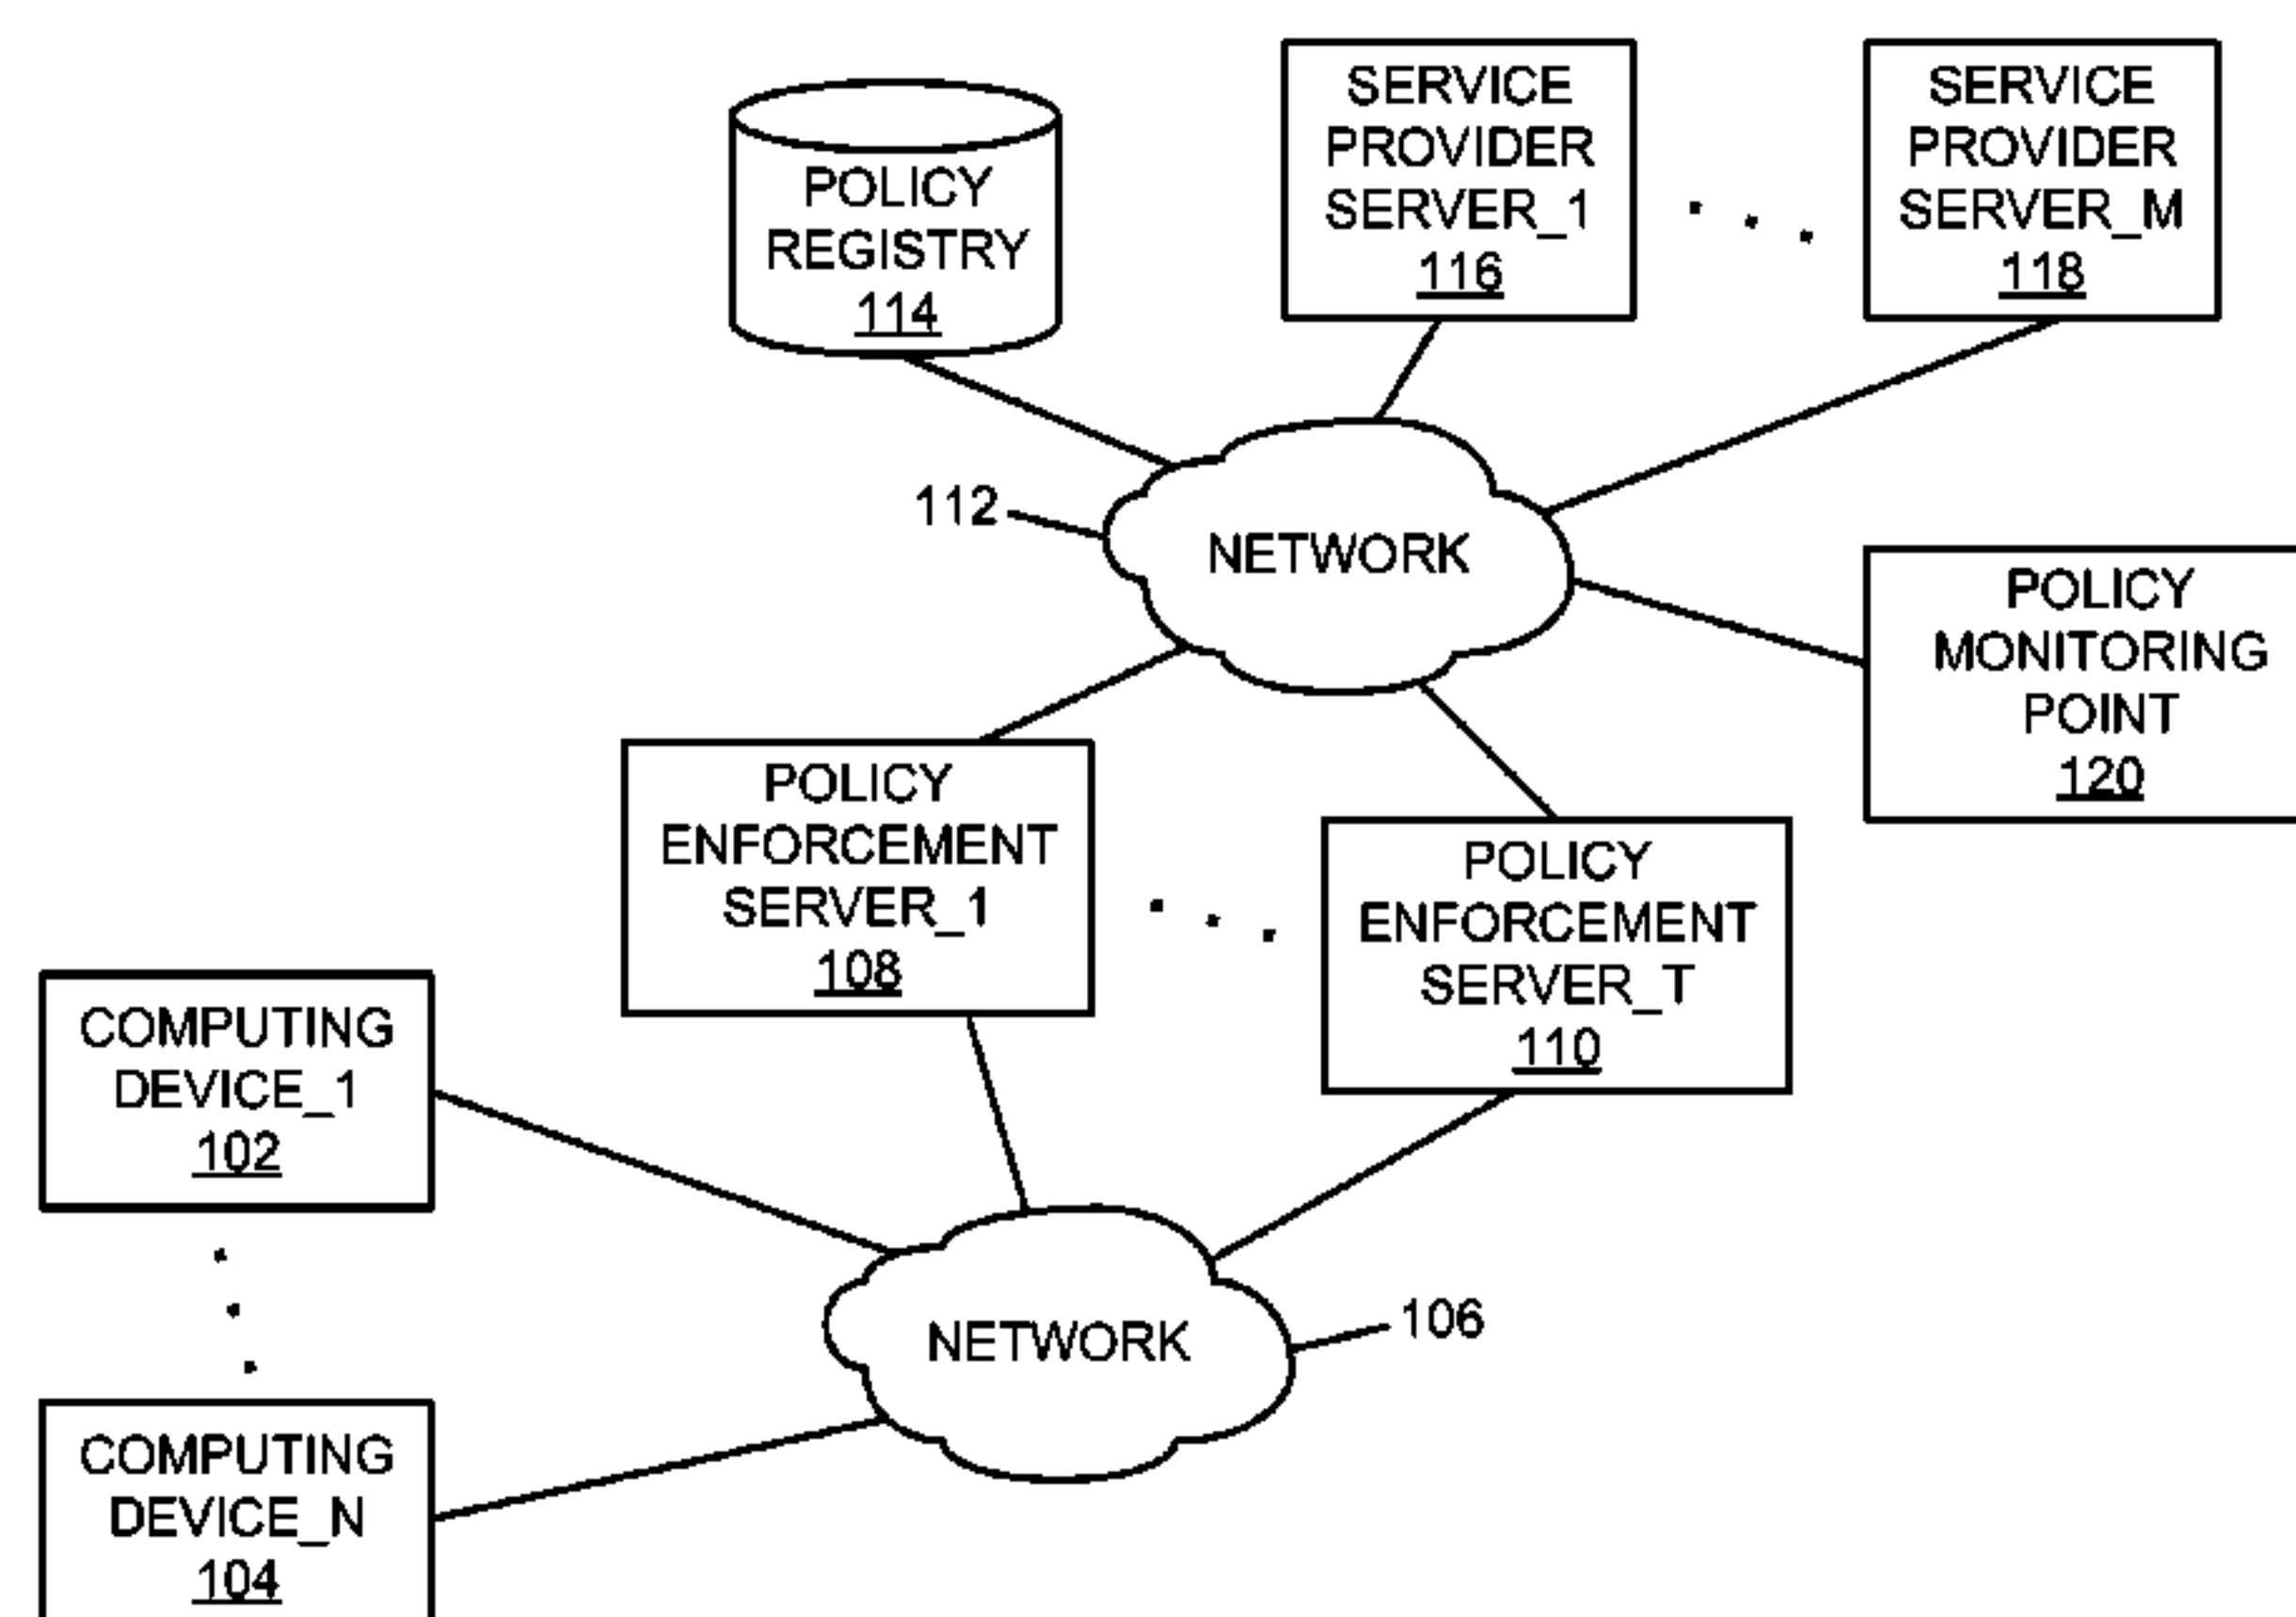 POLICY
REGISTRY
114
SERVICE
PROVIDER
SERVER_1
116
SERVICE
PROVIDER
SERVER_M
118
112
NETWORK
POLICY
MONITORING
POINT
120
POLICY
ENFORCEMENT
SERVER_1
108
POLICY
ENFORCEMENT
SERVER_T
110
COMPUTING
DEVICE_1
102
NETWORK
106
COMPUTING
DEVICE_N
104